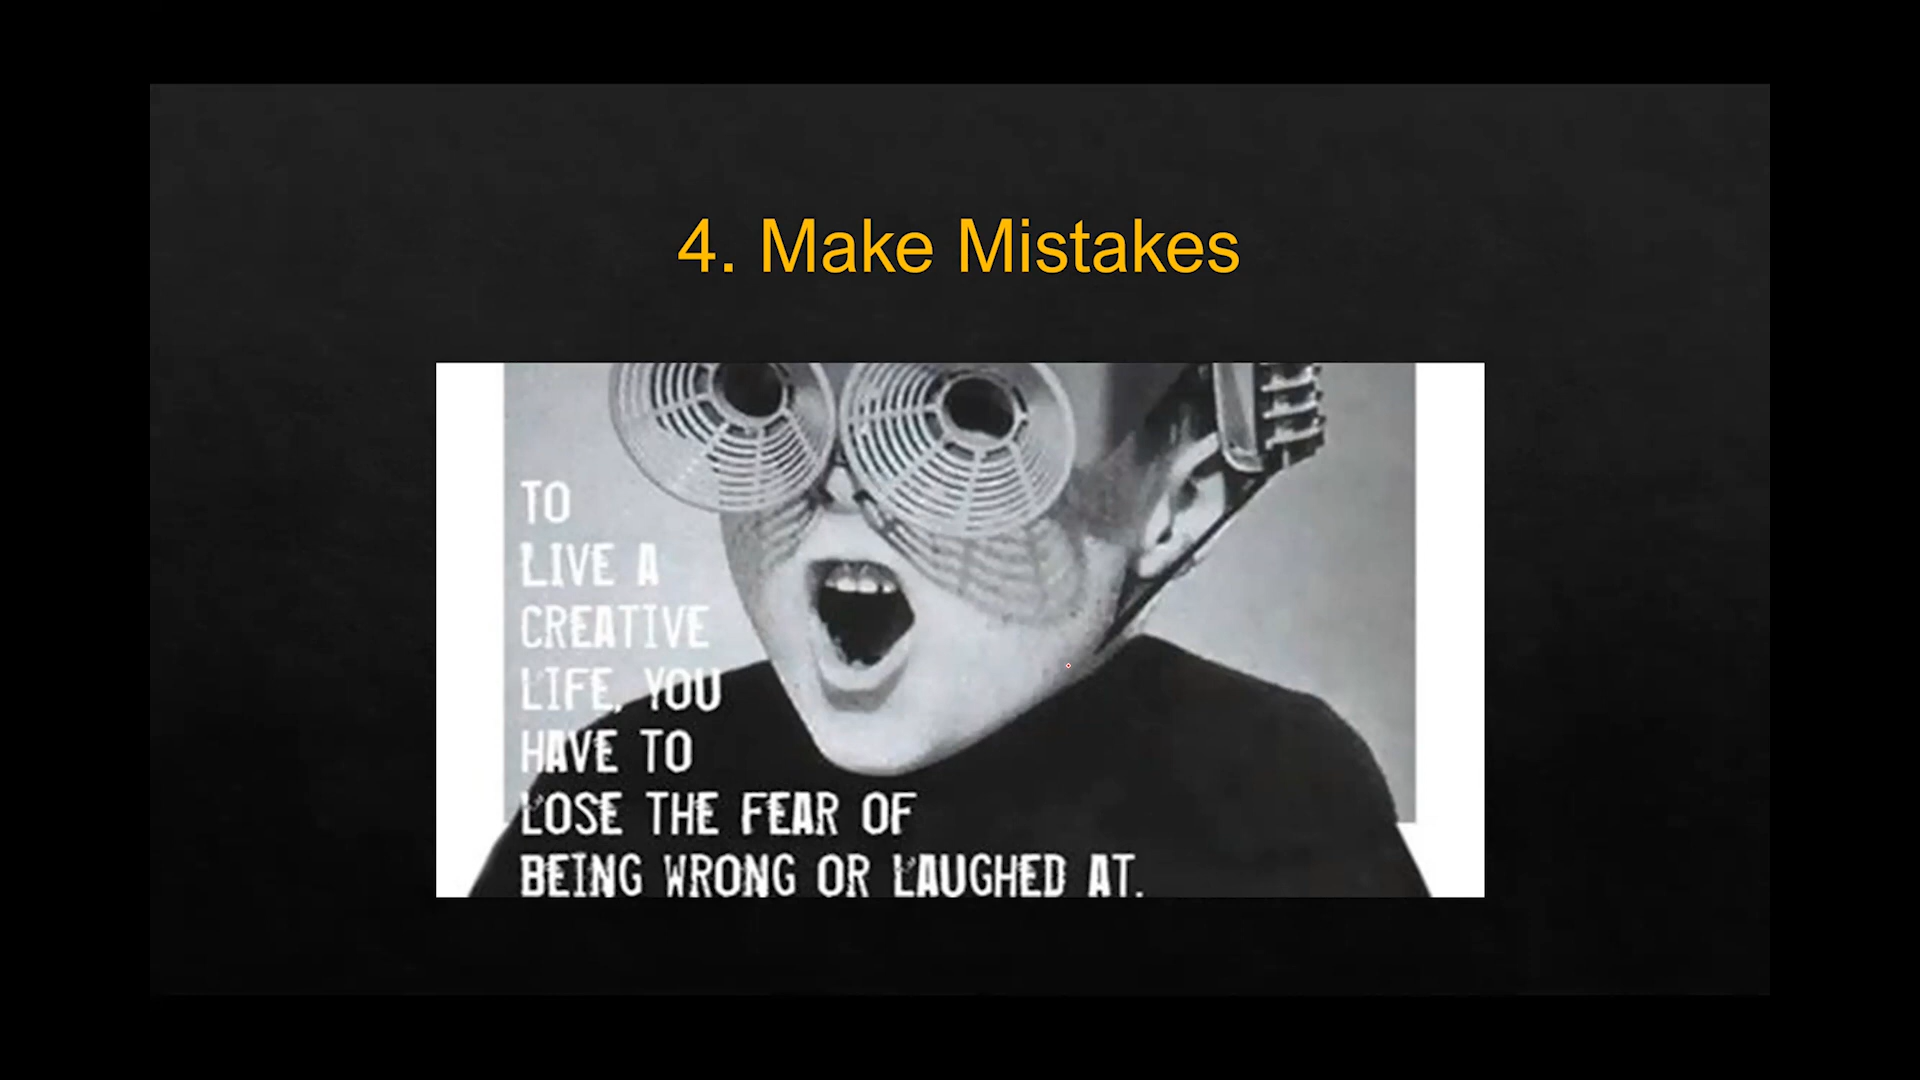 4. Make Mistakes
TO
LIVE A
CREATIVE
LIFE, YOU
HAVE TO
LOSE THE FEAR OF
BEING WRONG OR LAUGHED AT.